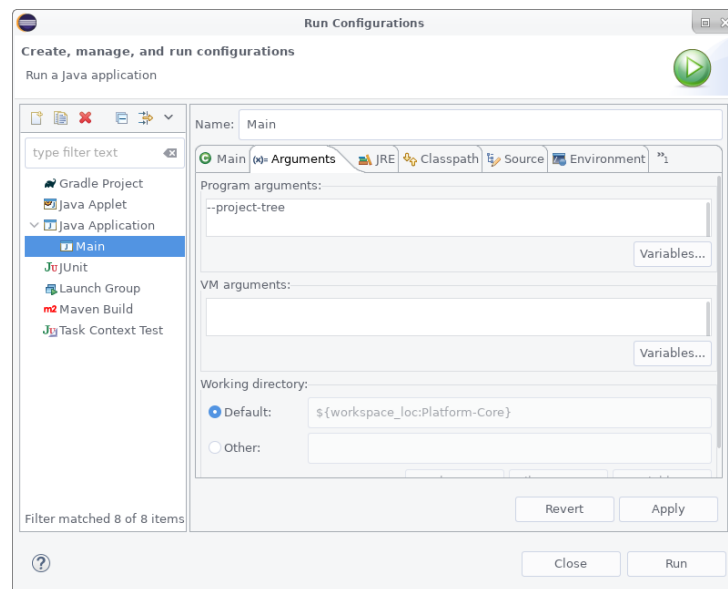 Run Configurations
Create, manage, and run configurations
Run a Java application
type filter text
Gradle Project
Java Applet
Java Application
Main
JUnit
Launch Group
m2 Maven Build
Task Context Test
Filter matched 8 of 8 items
Name: Main
Main (x)= Arguments JRE Classpath Source Environment »1
Program arguments:
--project-tree
Variables...
VM arguments:
Variables...
Working directory:
Default: ${workspace_loc:Platform-Core}
Other:
Revert Apply
? Close Run